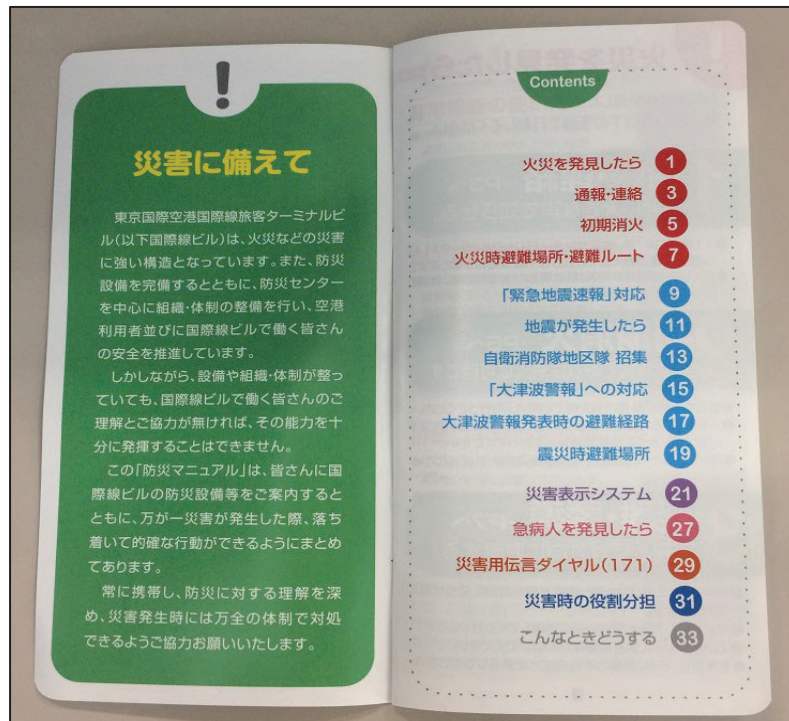 !
災害に備えて
東京国際空港国際線旅客ターミナルビ
ル(以下国際線ビル)は、火災などの災害
に強い構造となっています。また、防災
設備を完備するとともに、防災センター
を中心に組織・体制の整備を行い、空港
利用者並びに国際線ビルで働く皆さん
の安全を推進しています。
しかしながら、設備や組織・体制が整っ
ていても、国際線ビルで働く皆さんのご
理解とご協力が無ければ、その能力を十
分に発揮することはできません。
この「防災マニュアル」は、皆さんに国
際線ビルの防災設備等をご案内すると
ともに、万が一災害が発生した際、落ち
着いて的確な行動ができるようにまとめ
てあります。
常に携帯し、防災に対する理解を深
め、災害発生時には万全の体制で対処
できるようご協力お願いいたします。
Contents
火災を発見したら 1
通報・連絡 3
初期消火 5
火災時避難場所・避難ルート 7
「緊急地震速報」対応 9
地震が発生したら 11
自衛消防隊地区隊 招集 13
「大津波警報」への対応 15
大津波警報発表時の避難経路 17
震災時避難場所 19
災害表示システム 21
急病人を発見したら 27
災害用伝言ダイヤル(171) 29
災害時の役割分担 31
こんなときどうする 33